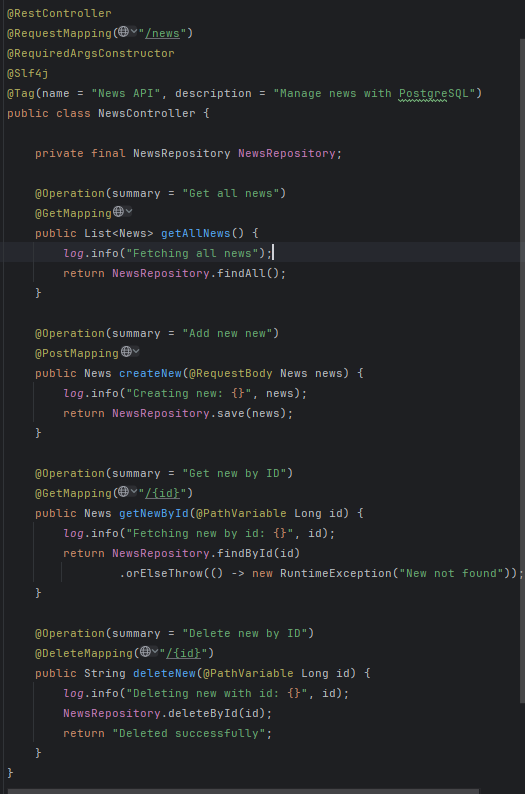 @RestController
@RequestMapping("/news")
@RequiredArgsConstructor
@Slf4j
@Tag(name = "News API", description = "Manage news with PostgreSQL")
public class NewsController {
private final NewsRepository NewsRepository;
@Operation(summary = "Get all news")
@GetMapping
public List<News> getAllNews() {
log.info("Fetching all news");
return NewsRepository.findAll();
}
@Operation(summary = "Add new new")
@PostMapping
public News createNew(@RequestBody News news) {
log.info("Creating new: {}", news);
return NewsRepository.save(news);
}
@Operation(summary = "Get new by ID")
@GetMapping("/{id}")
public News getNewById(@PathVariable Long id) {
log.info("Fetching new by id: {}", id);
return NewsRepository.findById(id)
.orElseThrow(() -> new RuntimeException("New not found"));
}
@Operation(summary = "Delete new by ID")
@DeleteMapping("/{id}")
public String deleteNew(@PathVariable Long id) {
log.info("Deleting new with id: {}", id);
NewsRepository.deleteById(id);
return "Deleted successfully";
}
}